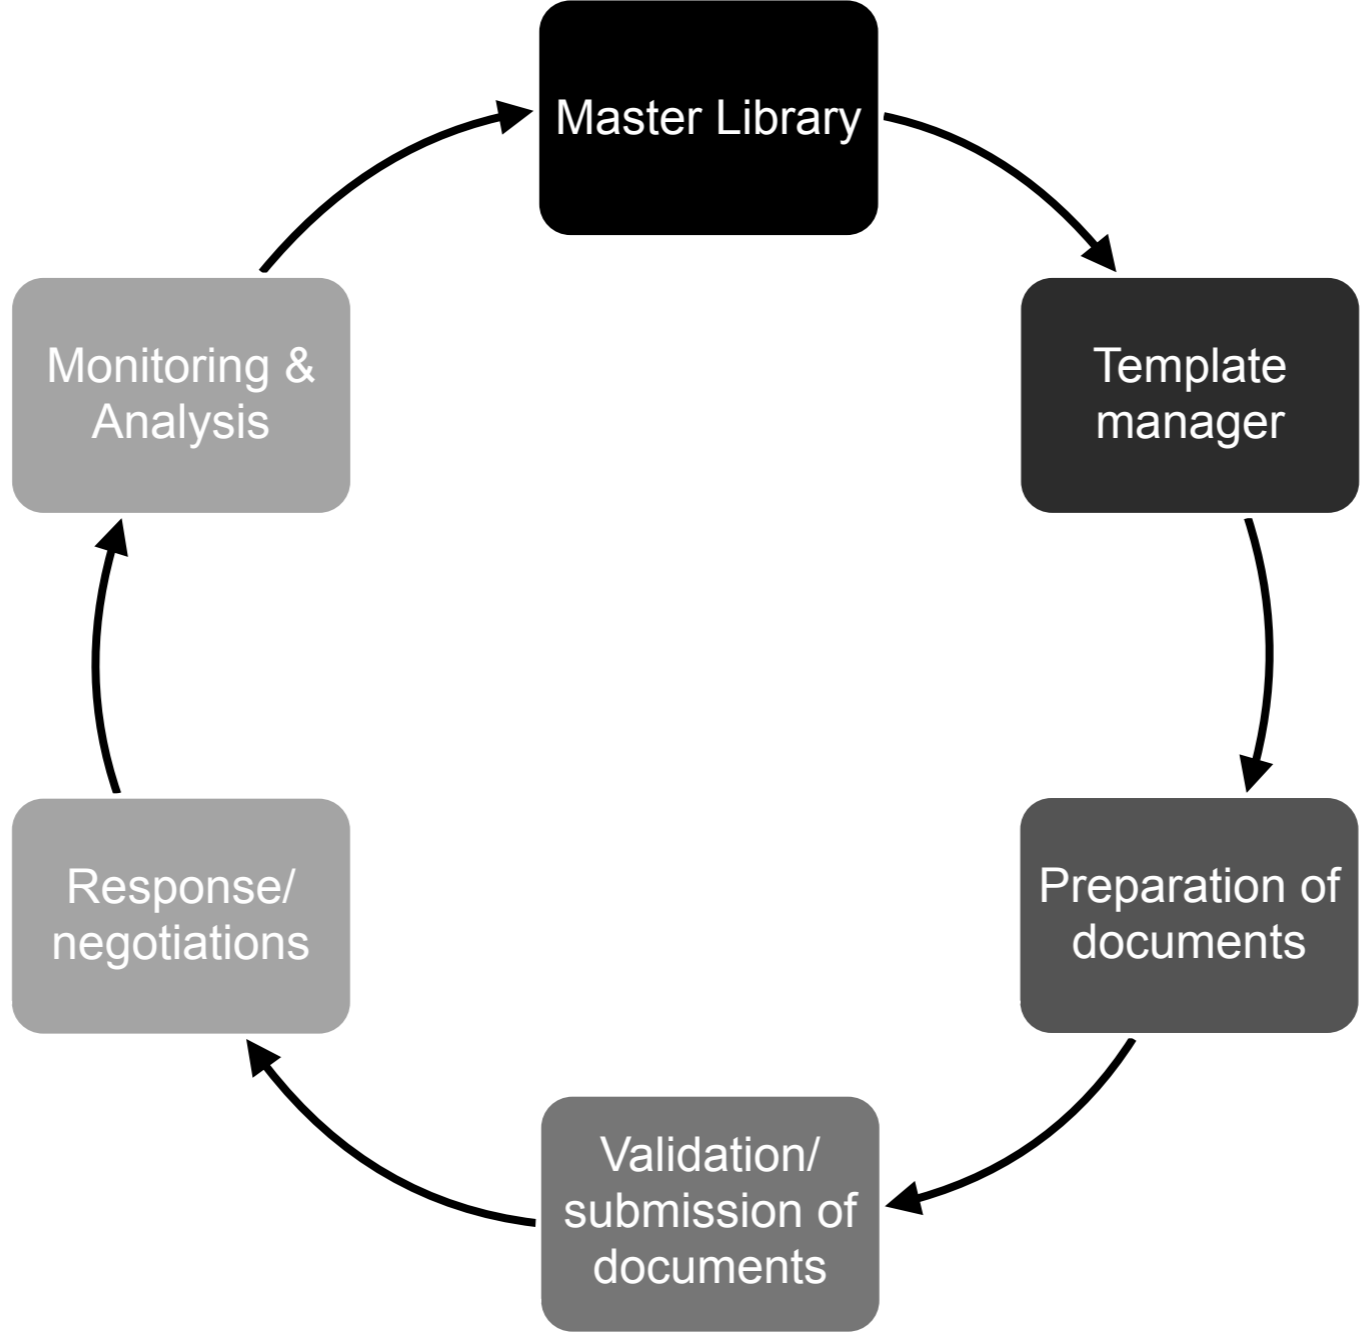 Master Library
Template
manager
Preparation of
documents
Validation/
submission of
documents
Response/
negotiations
Monitoring &
Analysis